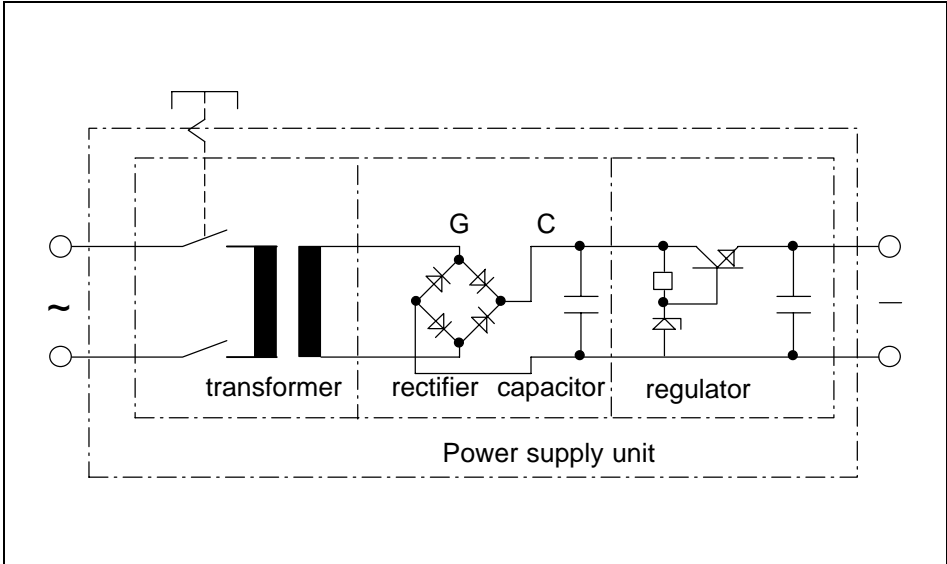 G C
~ —
transformer rectifier capacitor regulator
Power supply unit